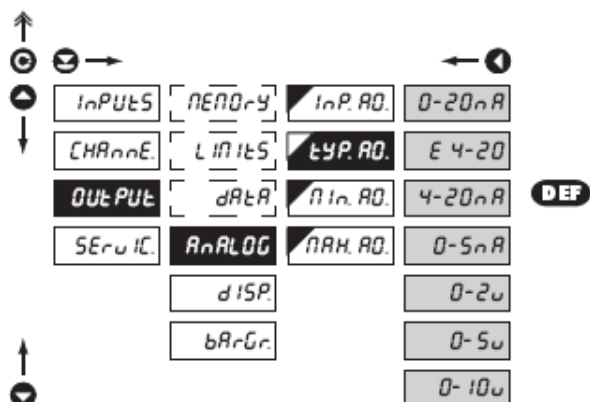 InPUtS MEMOrY InP. AO. 0-20mA
CHAnnE. LIMItS tYP. AO. E 4-20
OUtPUt dAtA MIn. AO. 4-20mA DEF
SErvIC. AnALOG MAX. AO. 0-5mA
dISP. 0-2v
bArGr. 0-5v
0-10v